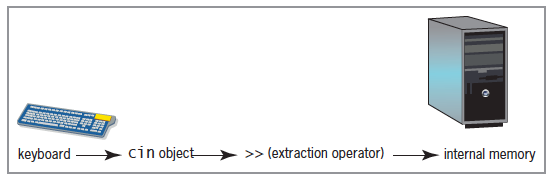 keyboard cin object >> (extraction operator) internal memory